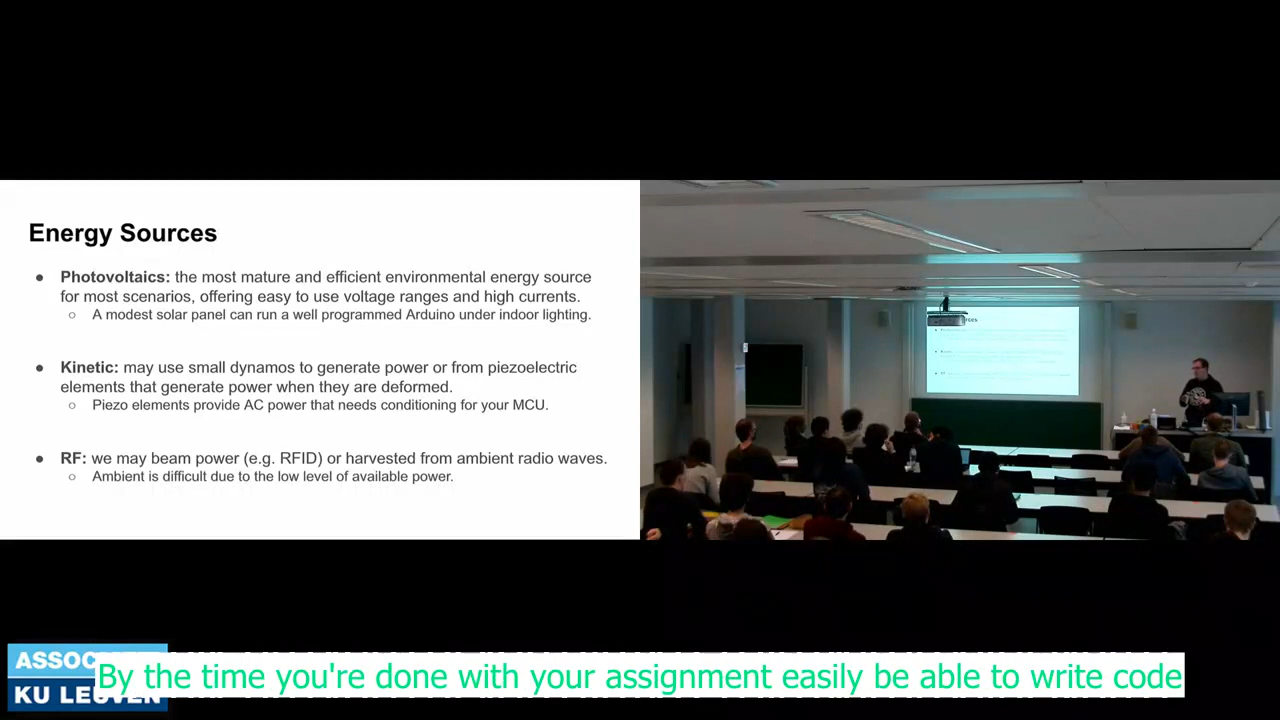 Energy Sources
● Photovoltaics: the most mature and efficient environmental energy source
for most scenarios, offering easy to use voltage ranges and high currents.
○ A modest solar panel can run a well programmed Arduino under indoor lighting.
● Kinetic: may use small dynamos to generate power or from piezoelectric
elements that generate power when they are deformed.
○ Piezo elements provide AC power that needs conditioning for your MCU.
● RF: we may beam power (e.g. RFID) or harvested from ambient radio waves.
○ Ambient is difficult due to the low level of available power.
KU LEUVEN
By the time you're done with your assignment easily be able to write code